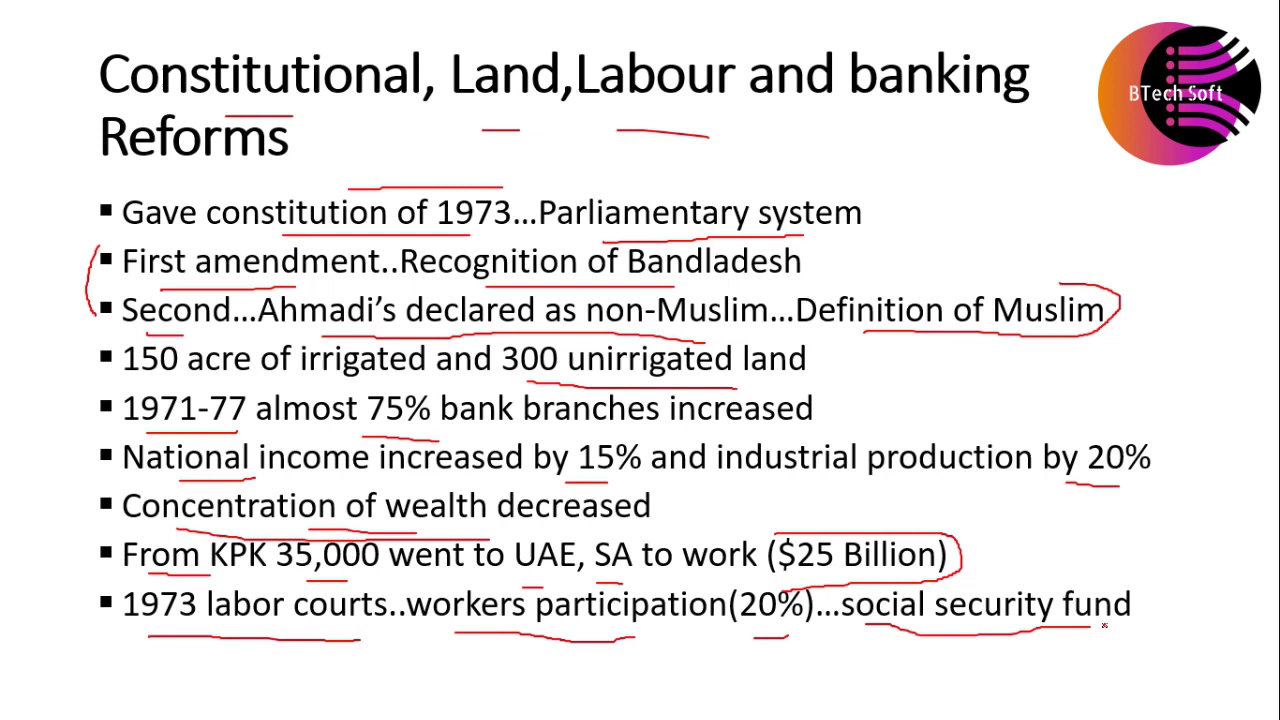 Constitutional, Land,Labour and banking
Reforms
BTech Soft
▪ Gave constitution of 1973…Parliamentary system
▪ First amendment..Recognition of Bandladesh
▪ Second…Ahmadi’s declared as non-Muslim…Definition of Muslim
▪ 150 acre of irrigated and 300 unirrigated land
▪ 1971-77 almost 75% bank branches increased
▪ National income increased by 15% and industrial production by 20%
▪ Concentration of wealth decreased
▪ From KPK 35,000 went to UAE, SA to work ($25 Billion)
▪ 1973 labor courts..workers participation(20%)…social security fund